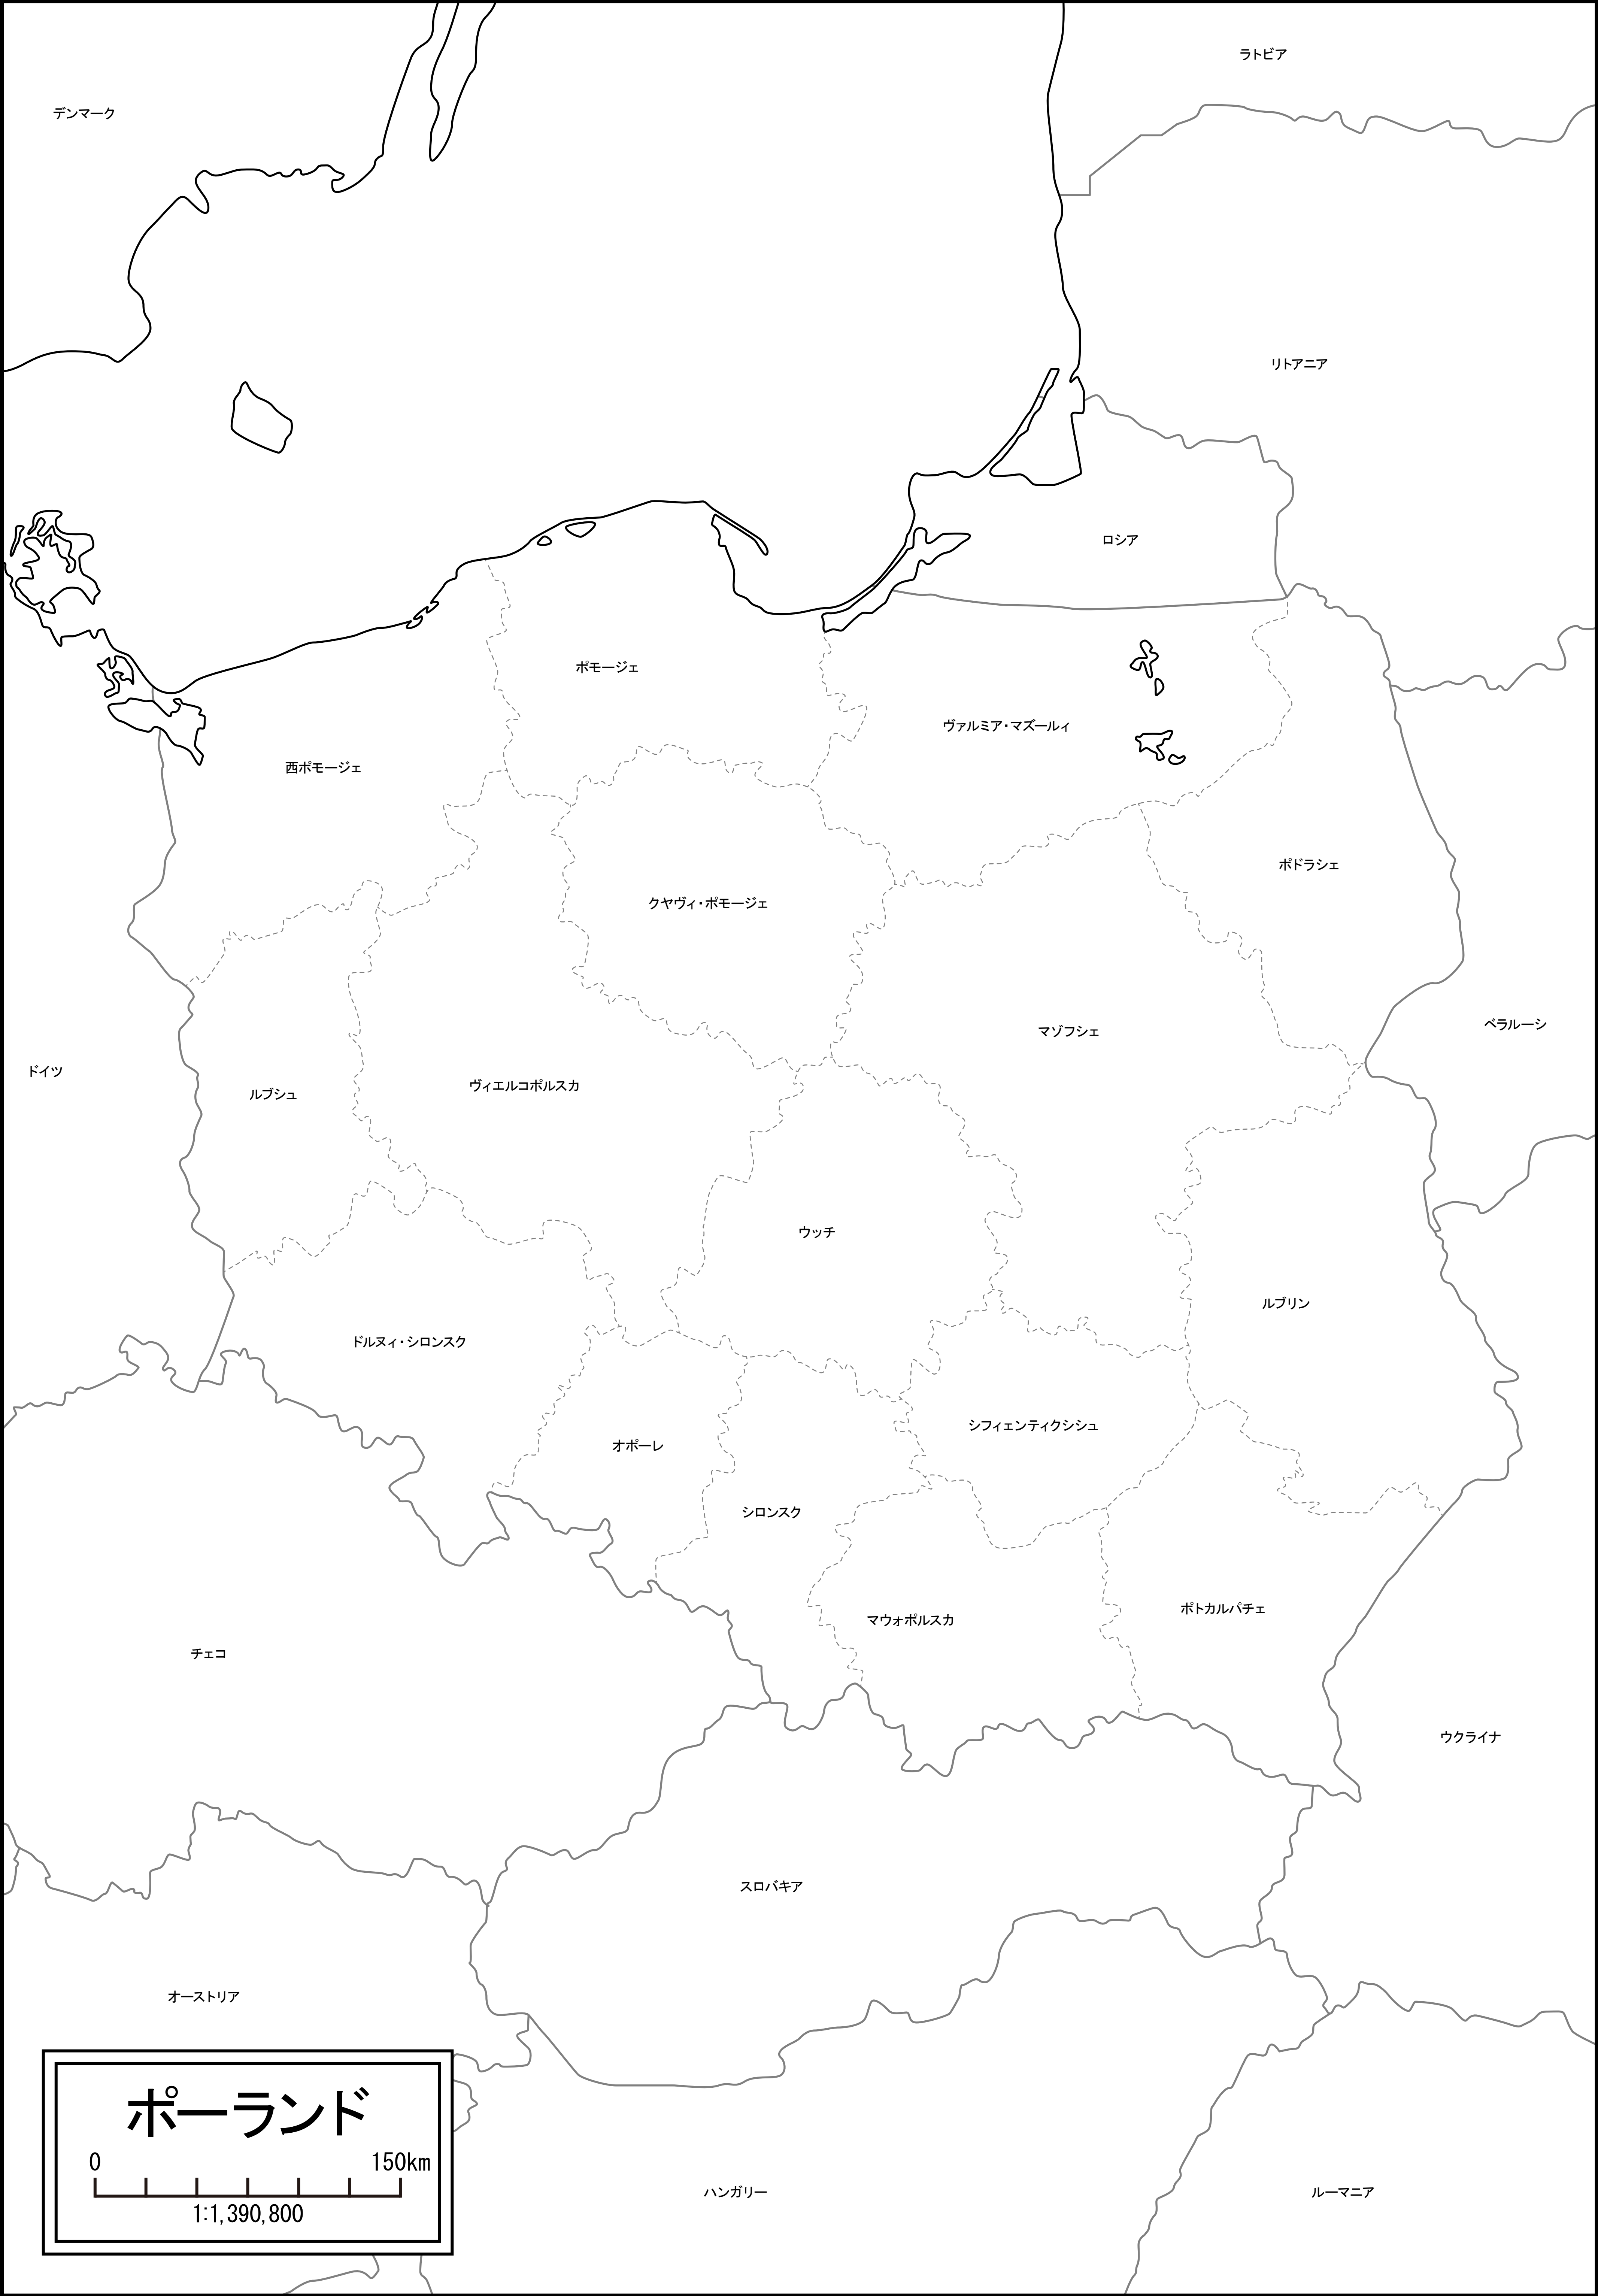 ラトビア
デンマーク
リトアニア
ロシア
ポモージェ
ヴァルミア・マズールィ
西ポモージェ
ポドラシェ
クヤヴィ・ポモージェ
ベラルーシ
マゾフシェ
ドイツ
ヴィエルコポルスカ
ルブシュ
ウッチ
ルブリン
ドルヌィ・シロンスク
シフィェンティクシシュ
オポーレ
シロンスク
ポトカルパチェ
マウォポルスカ
チェコ
ウクライナ
スロバキア
オーストリア
ポーランド
0 150km
1:1,390,800
ハンガリー
ルーマニア